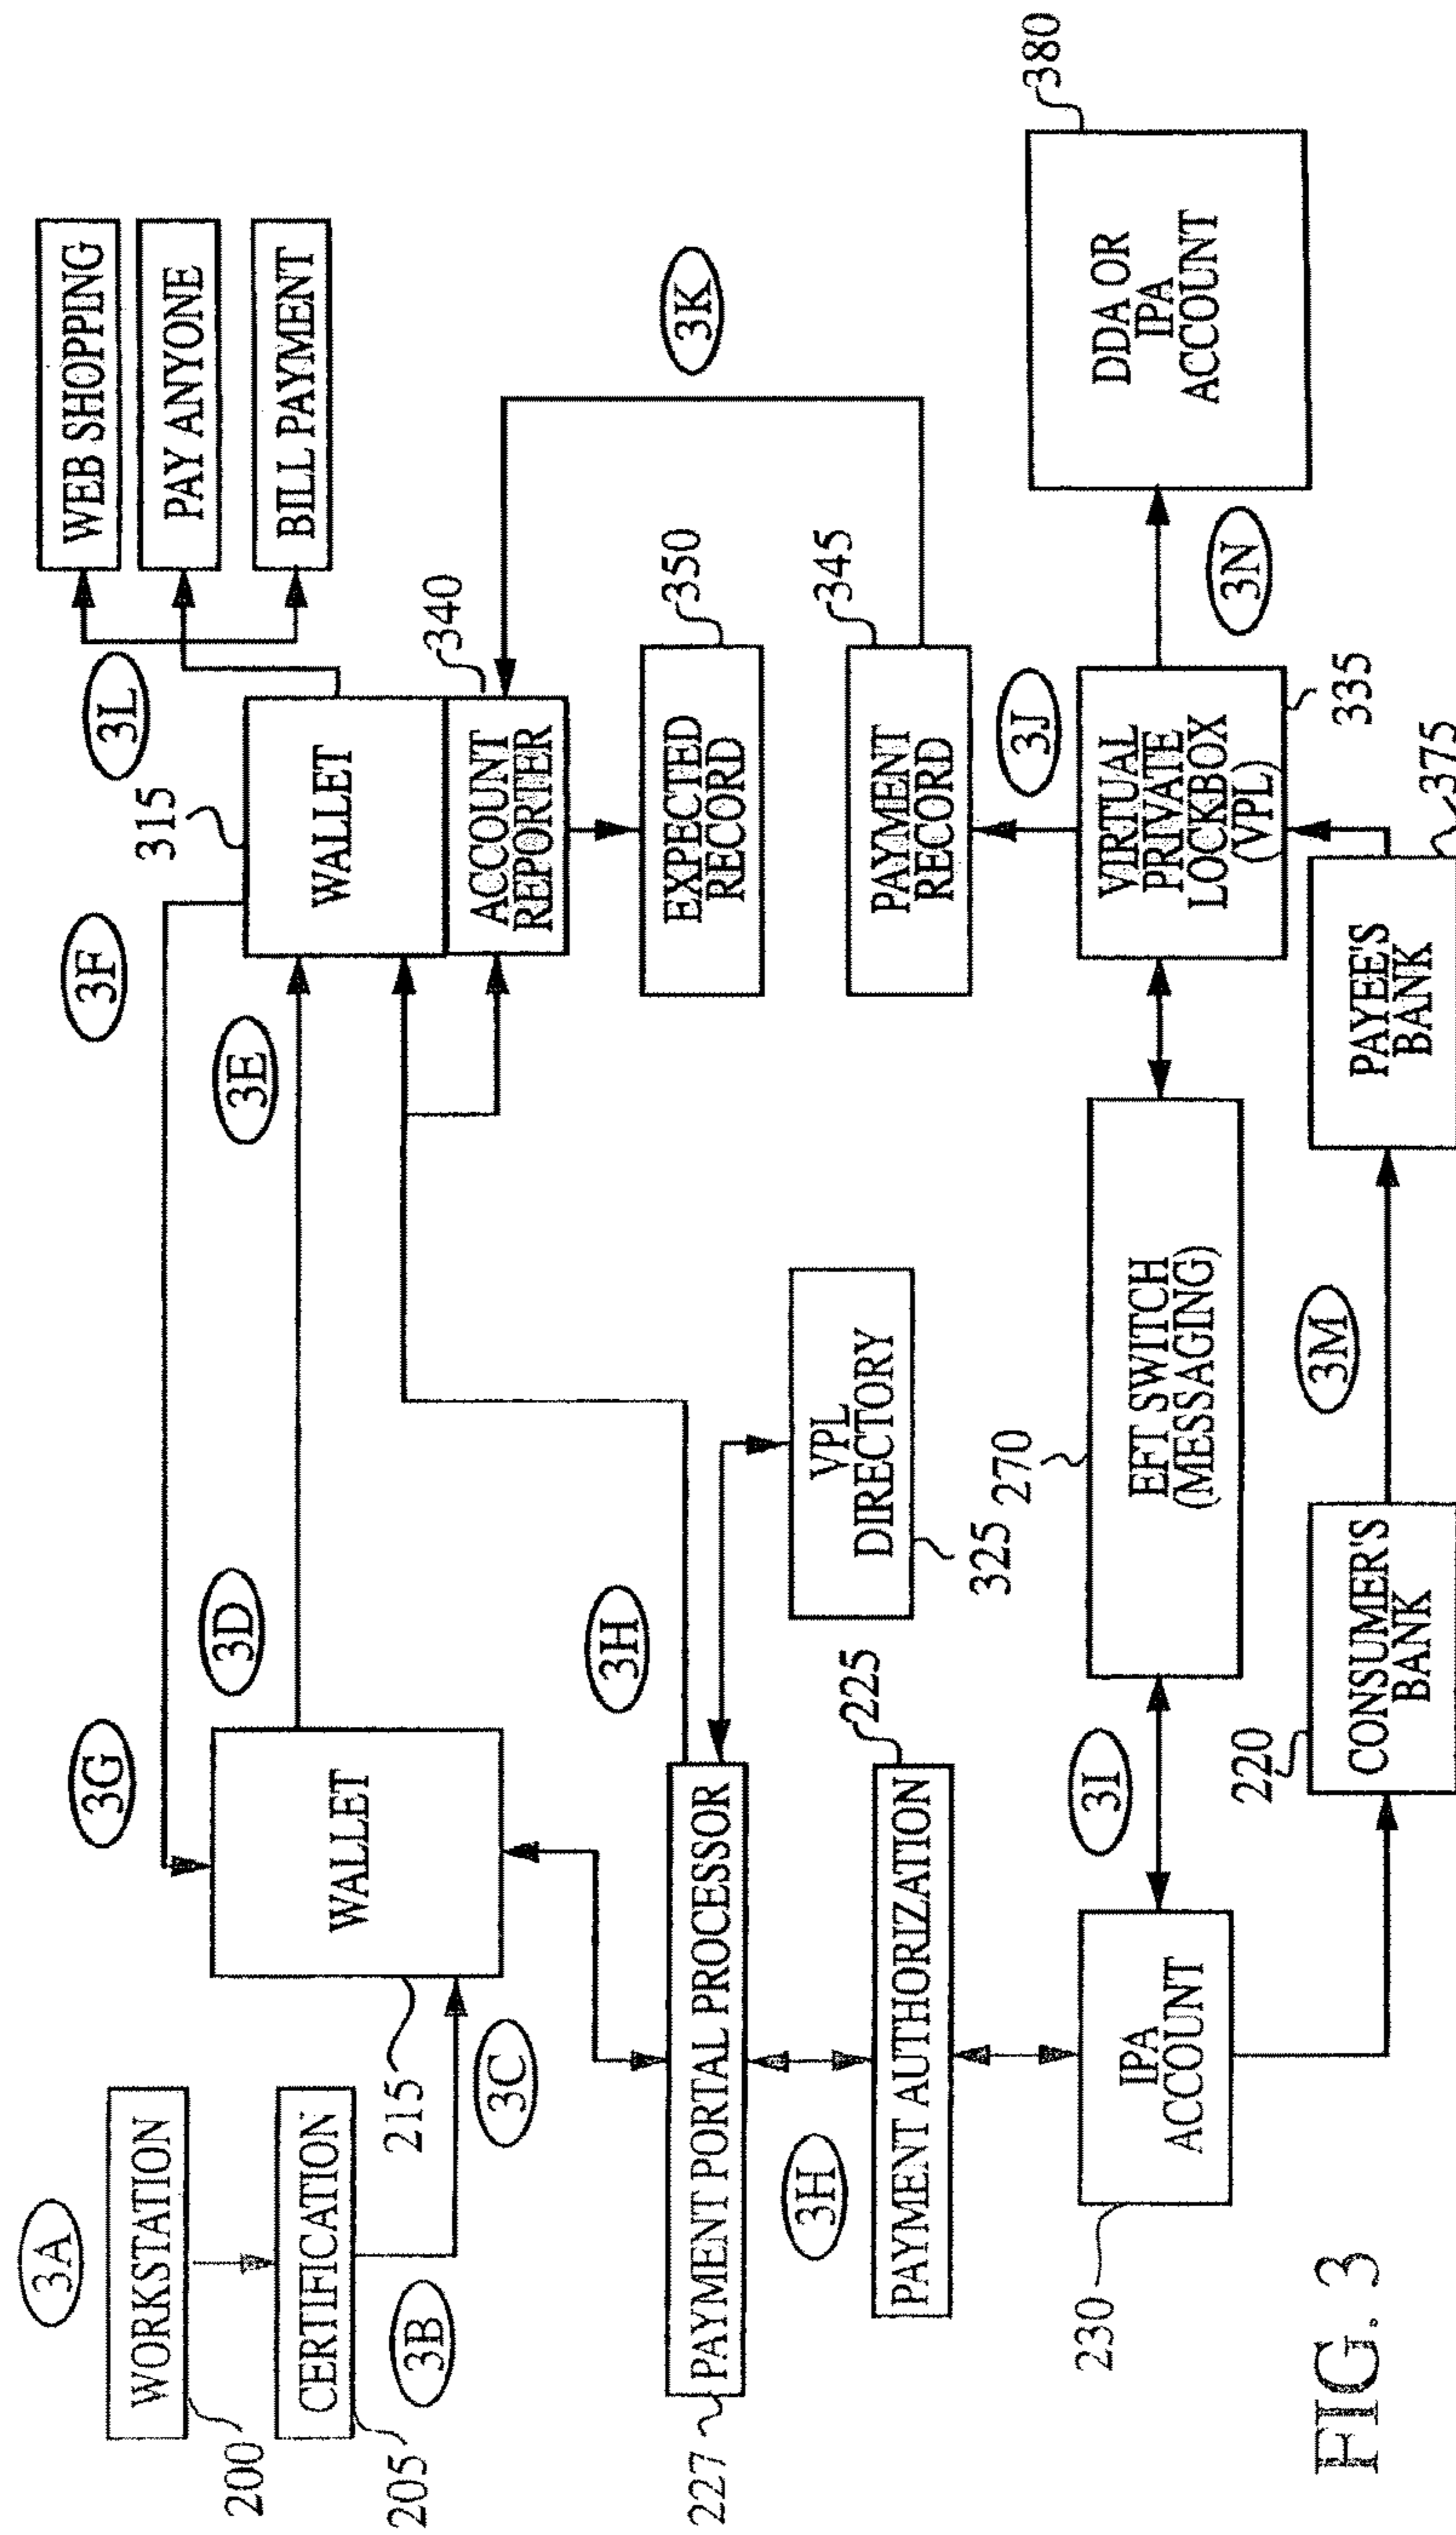 3A
WORKSTATION
200
CERTIFICATION
205
3B
3C
215
WALLET
3G
3D
3E
3F
315
WALLET
3L
WEB SHOPPING
PAY ANYONE
BILL PAYMENT
ACCOUNT
REPORTER
340
EXPECTED
RECORD
350
3K
PAYMENT
RECORD
345
3H
227
PAYMENT PORTAL PROCESSOR
VPL
DIRECTORY
325
3H
PAYMENT AUTHORIZATION
225
230
IPA
ACCOUNT
3I
270
EFT SWITCH
(MESSAGING)
3J
VIRTUAL
PRIVATE
LOCKBOX
(VPL)
335
3N
DDA OR
IPA
ACCOUNT
380
220
CONSUMER'S
BANK
3M
PAYEE'S
BANK
375
FIG. 3